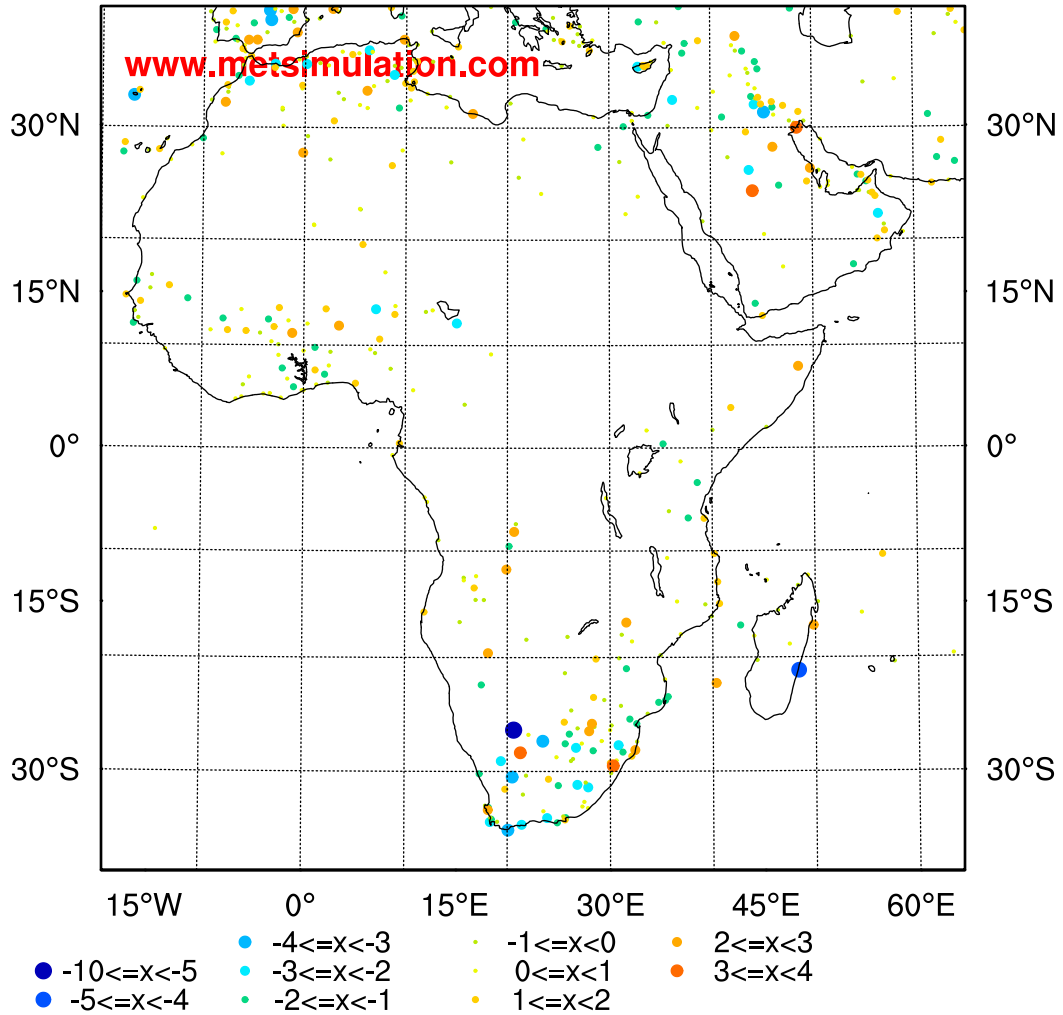 www.metsimulation.com
30°N 30°N
15°N 15°N
0° 0°
15°S 15°S
30°S 30°S
15°W 0° 15°E 30°E 45°E 60°E
-4<=x<-3 -1<=x<0 2<=x<3
-10<=x<-5 -3<=x<-2 0<=x<1 3<=x<4
-5<=x<-4 -2<=x<-1 1<=x<2